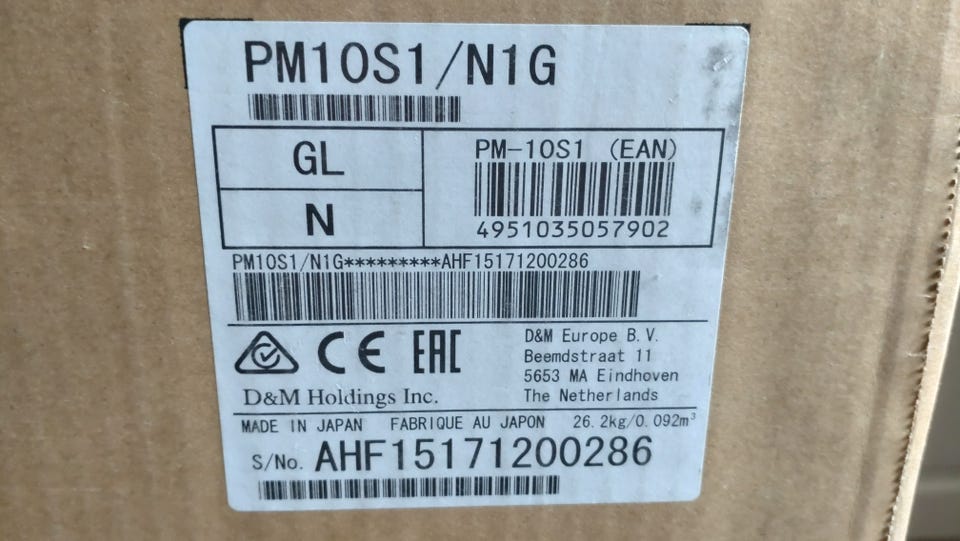 PM10S1/N1G
GL
N
PM-10S1 (EAN)
4951035057902
PM10S1/N1G*********AHF15171200286
CE EAC
D&M Holdings Inc.
D&M Europe B.V.
Beemdstraat 11
5653 MA Eindhoven
The Netherlands
MADE IN JAPAN FABRIQUE AU JAPON 26.2kg/0.092m³
S/No. AHF15171200286